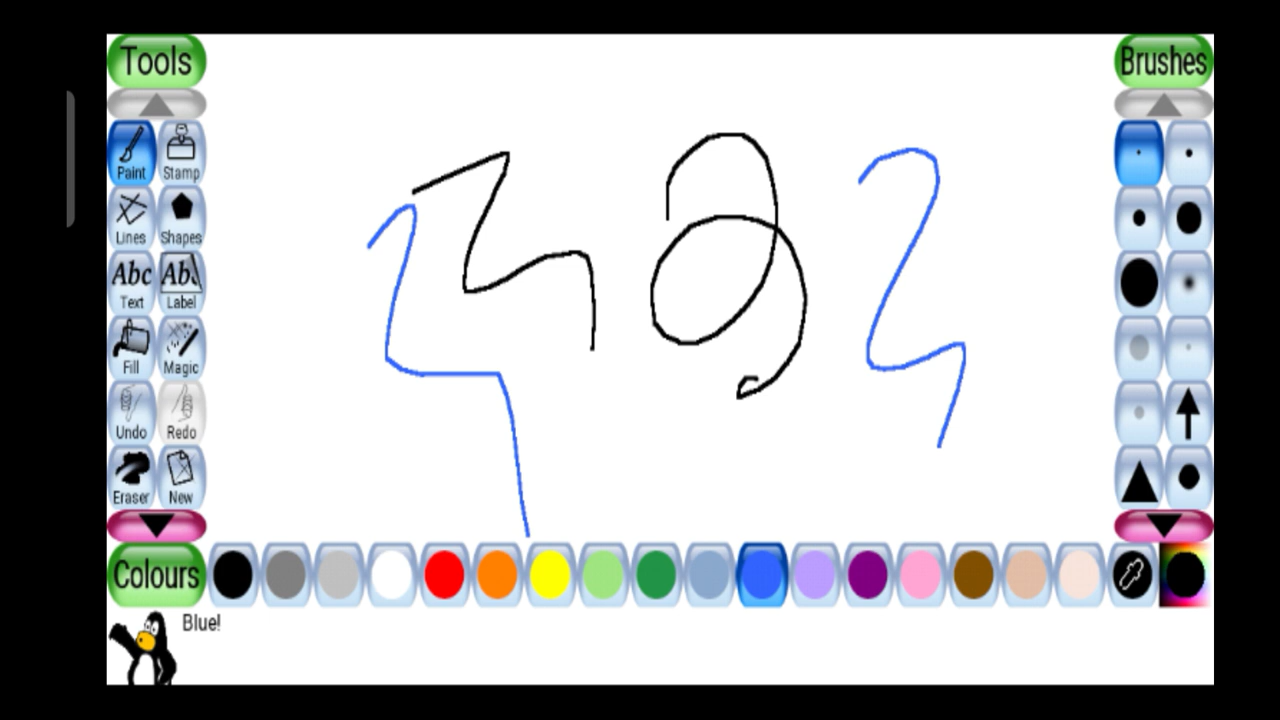 Tools
Brushes
Paint
Stamp
Lines
Shapes
Abc
Abc
Text
Label
Fill
Magic
Undo
Redo
Eraser
New
Colours
Blue!